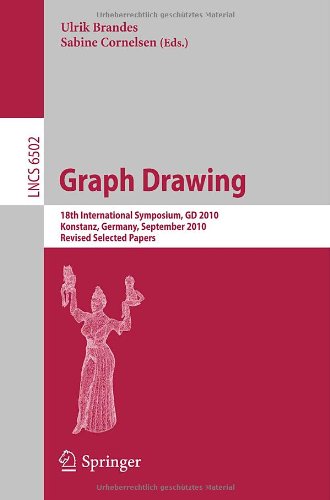 Urheberrechtlich geschütztes Material
Ulrik Brandes
Sabine Cornelsen (Eds.)
LNCS 6502
Graph Drawing
18th International Symposium, GD 2010
Konstanz, Germany, September 2010
Revised Selected Papers
Springer
Urheberrechtlich geschütztes Material